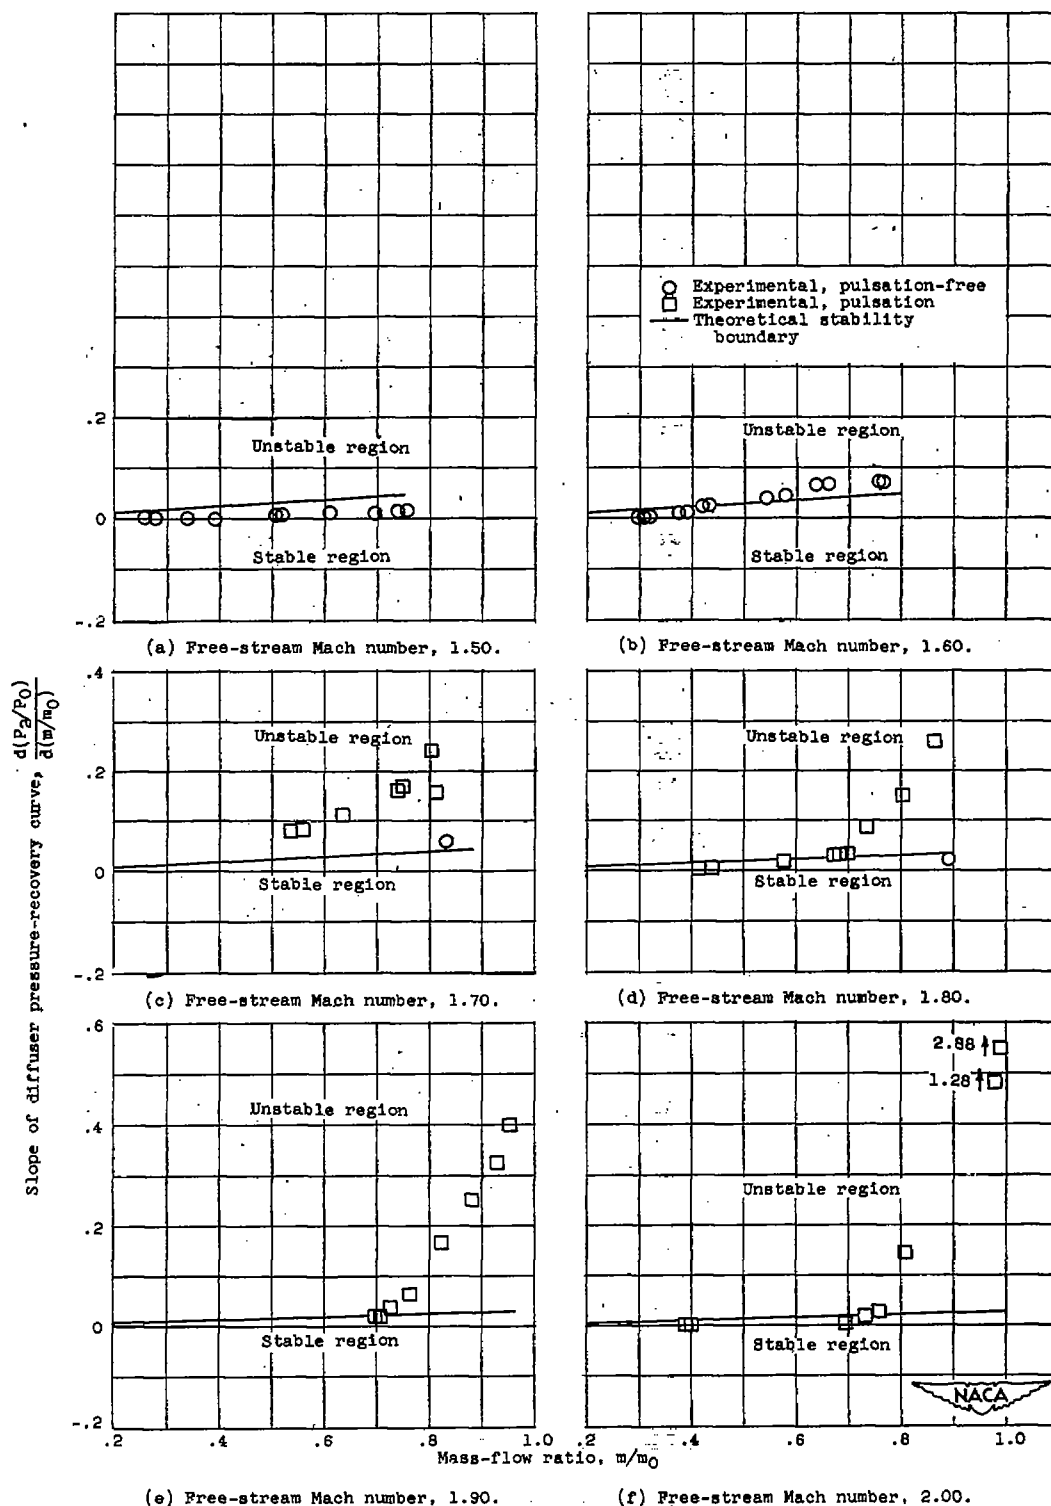 ○ Experimental, pulsation-free
□ Experimental, pulsation
— Theoretical stability
boundary
.2
Unstable region
0
Stable region
-.2
(a) Free-stream Mach number, 1.50.
Unstable region
Stable region
(b) Free-stream Mach number, 1.60.
Slope of diffuser pressure-recovery curve, d(P2/P0)
d(m/m0)
.4
Unstable region
.2
0
Stable region
-.2
(c) Free-stream Mach number, 1.70.
Unstable region
Stable region
(d) Free-stream Mach number, 1.80.
.6
Unstable region
.4
.2
0
Stable region
-.2
.2 .4 .6 .8 1.0
(e) Free-stream Mach number, 1.90.
2.88
1.28
Unstable region
Stable region
NACA
.2 .4 .6 .8 1.0
Mass-flow ratio, m/m0
(f) Free-stream Mach number, 2.00.